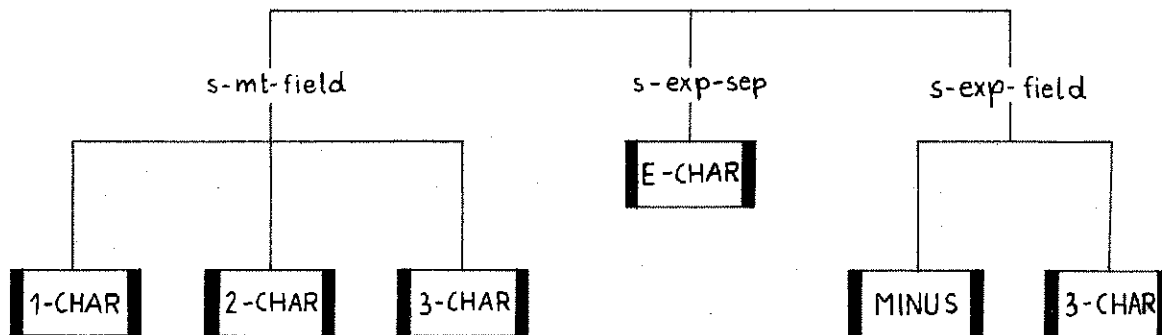 s-mt-field s-exp-sep s-exp-field
E-CHAR
1-CHAR 2-CHAR 3-CHAR MINUS 3-CHAR